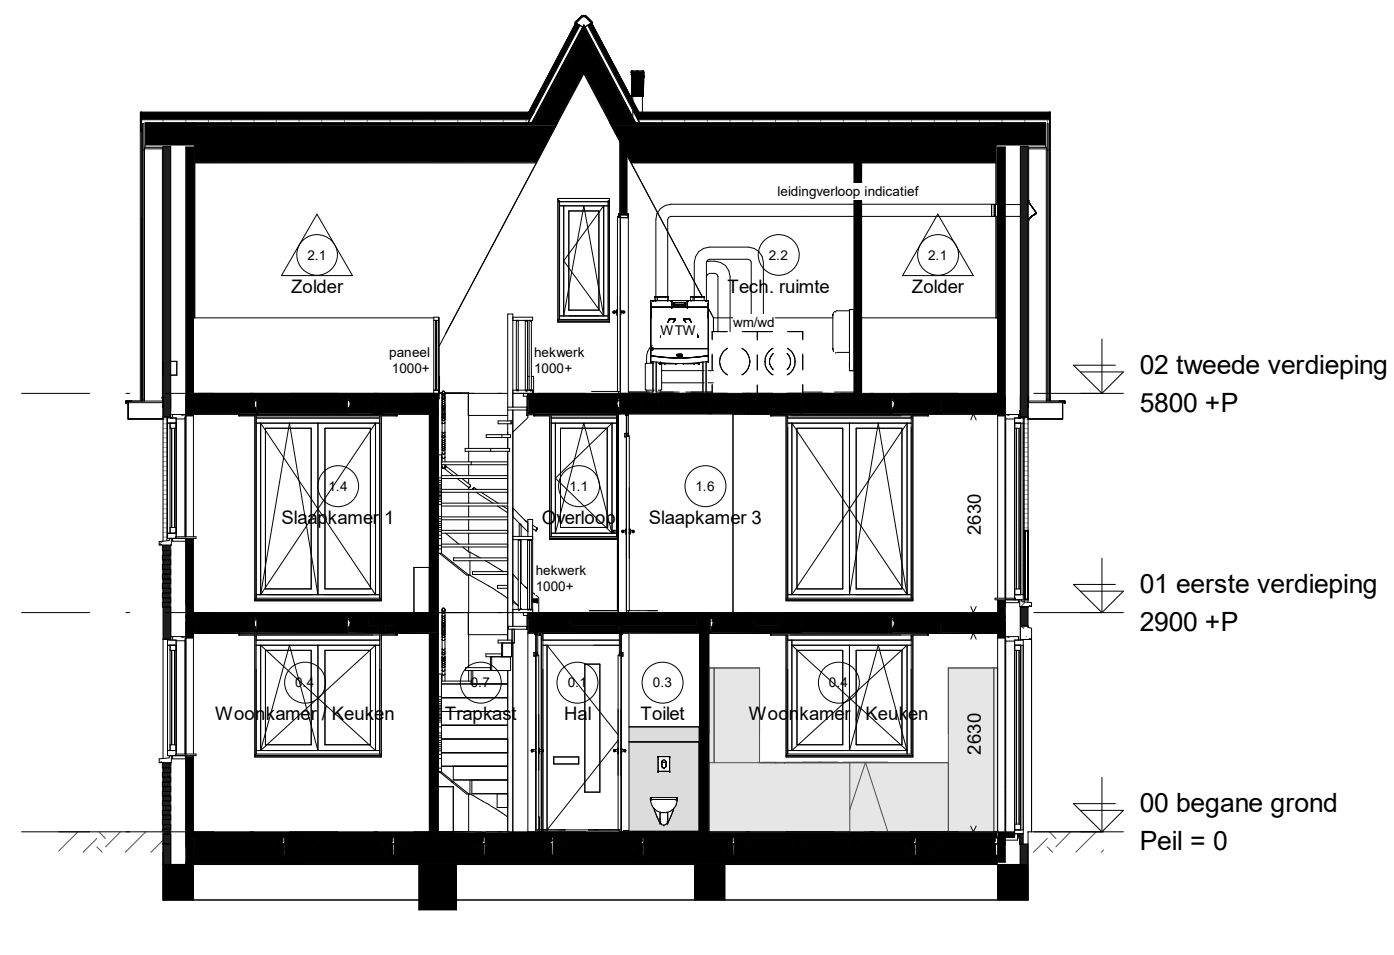 leidingverloop indicatief
2.1
Zolder
2.2
Tech. ruimte
2.1
Zolder
WTW
wm/wd
paneel
1000+
hekwerk
1000+
02 tweede verdieping
5800 +P
1.4
Slaapkamer 1
1.1
Overloop
1.6
Slaapkamer 3
2630
hekwerk
1000+
01 eerste verdieping
2900 +P
0.4
Woonkamer / Keuken
0.7
Trapkast
0.1
Hal
0.3
Toilet
0.4
Woonkamer / Keuken
2630
00 begane grond
Peil = 0